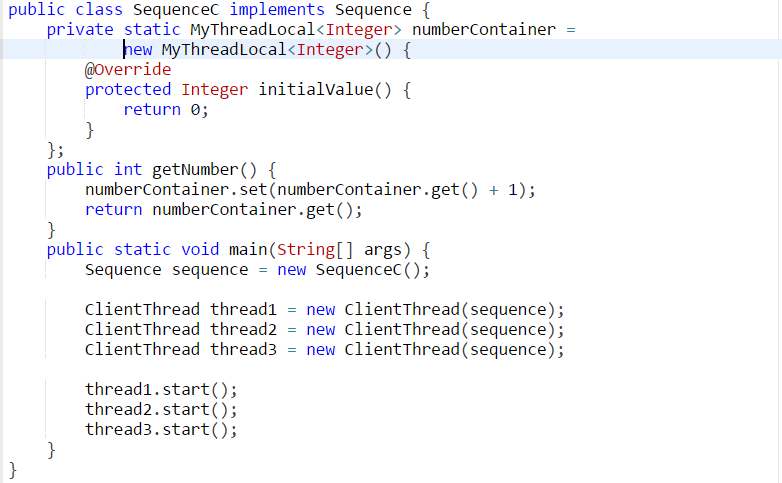 public class SequenceC implements Sequence {
    private static MyThreadLocal<Integer> numberContainer =
            new MyThreadLocal<Integer>() {
        @Override
        protected Integer initialValue() {
            return 0;
        }
    };
    public int getNumber() {
        numberContainer.set(numberContainer.get() + 1);
        return numberContainer.get();
    }
    public static void main(String[] args) {
        Sequence sequence = new SequenceC();

        ClientThread thread1 = new ClientThread(sequence);
        ClientThread thread2 = new ClientThread(sequence);
        ClientThread thread3 = new ClientThread(sequence);

        thread1.start();
        thread2.start();
        thread3.start();
    }
}